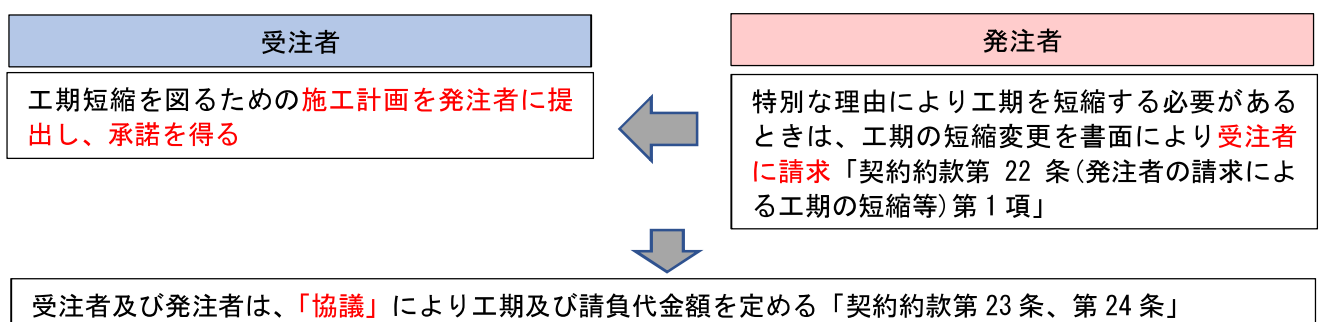 受注者
工期短縮を図るための施工計画を発注者に提
出し、承諾を得る
発注者
特別な理由により工期を短縮する必要がある
ときは、工期の短縮変更を書面により受注者
に請求「契約約款第 22 条(発注者の請求によ
る工期の短縮等)第1項」
受注者及び発注者は、「協議」により工期及び請負代金額を定める「契約約款第23条、第24条」